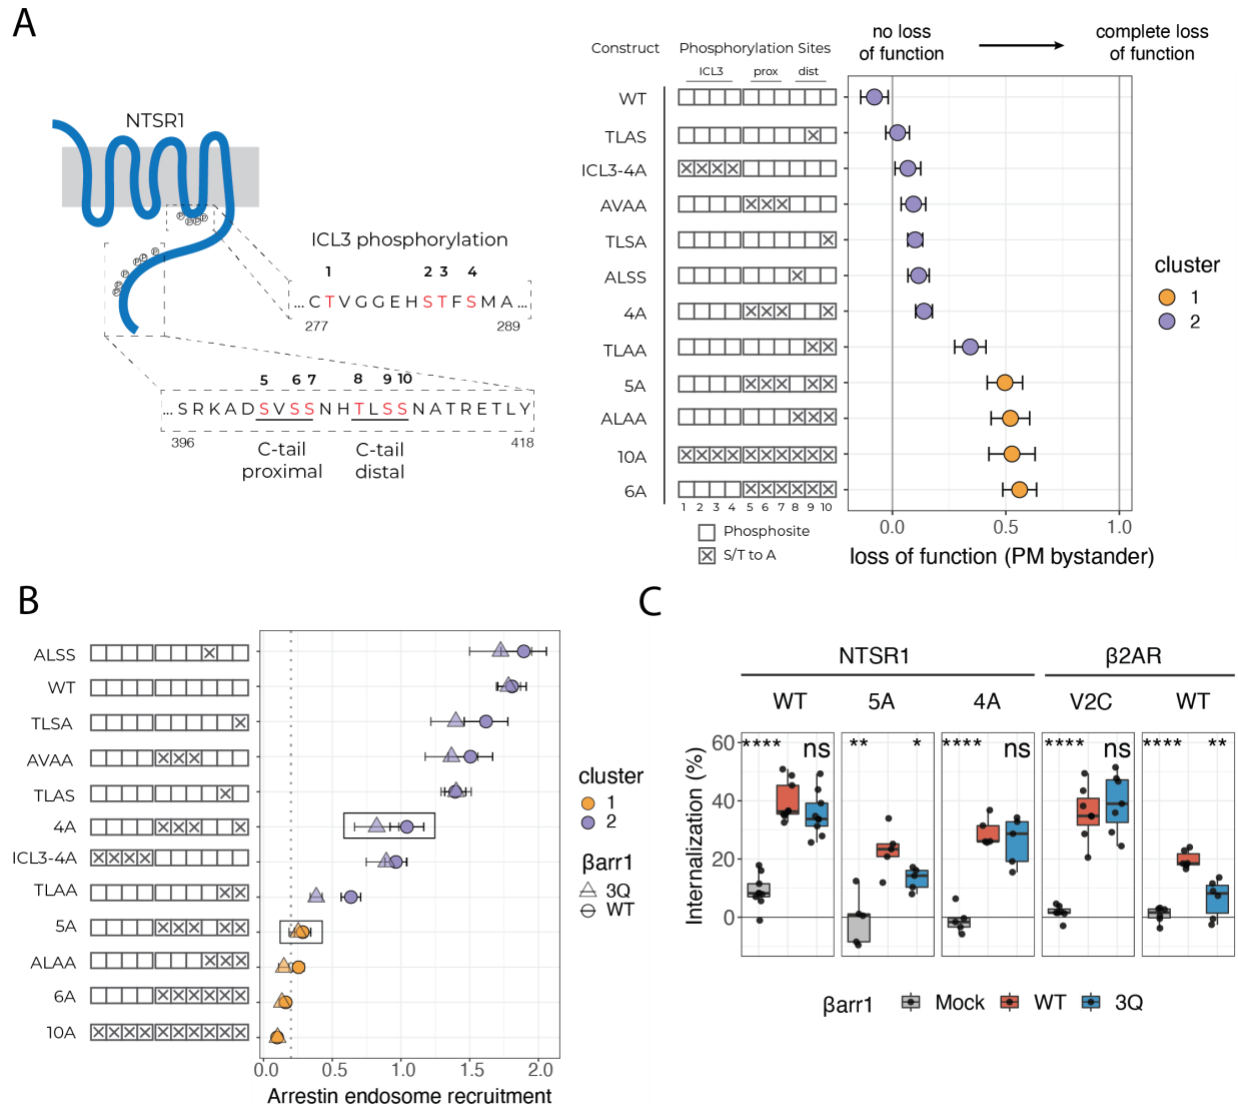 A
NTSR1
ICL3 phosphorylation
1 2 3 4
...CTVGGEHSTFSMA...
277 289
5 6 7 8 9 10
...SRKADSVSSNHTLSSNATRETLY
396 418
C-tail proximal
C-tail distal
Construct Phosphorylation Sites
ICL3 prox dist
no loss of function
complete loss of function
WT
TLAS
ICL3-4A
AVAA
TLSA
ALSS
4A
TLAA
5A
ALAA
10A
6A
1 2 3 4 5 6 7 8 9 10
Phosphosite
S/T to A
0.0 0.5 1.0
loss of function (PM bystander)
cluster
1
2
B
ALSS
WT
TLSA
AVAA
TLAS
4A
ICL3-4A
TLAA
5A
ALAA
6A
10A
0.0 0.5 1.0 1.5 2.0
Arrestin endosome recruitment
cluster
1
2
βarr1
3Q
WT
C
NTSR1 β2AR
WT 5A 4A V2C WT
**** ns ** * **** ns **** ns **** **
Internalization (%)
60
40
20
0
βarr1 Mock WT 3Q